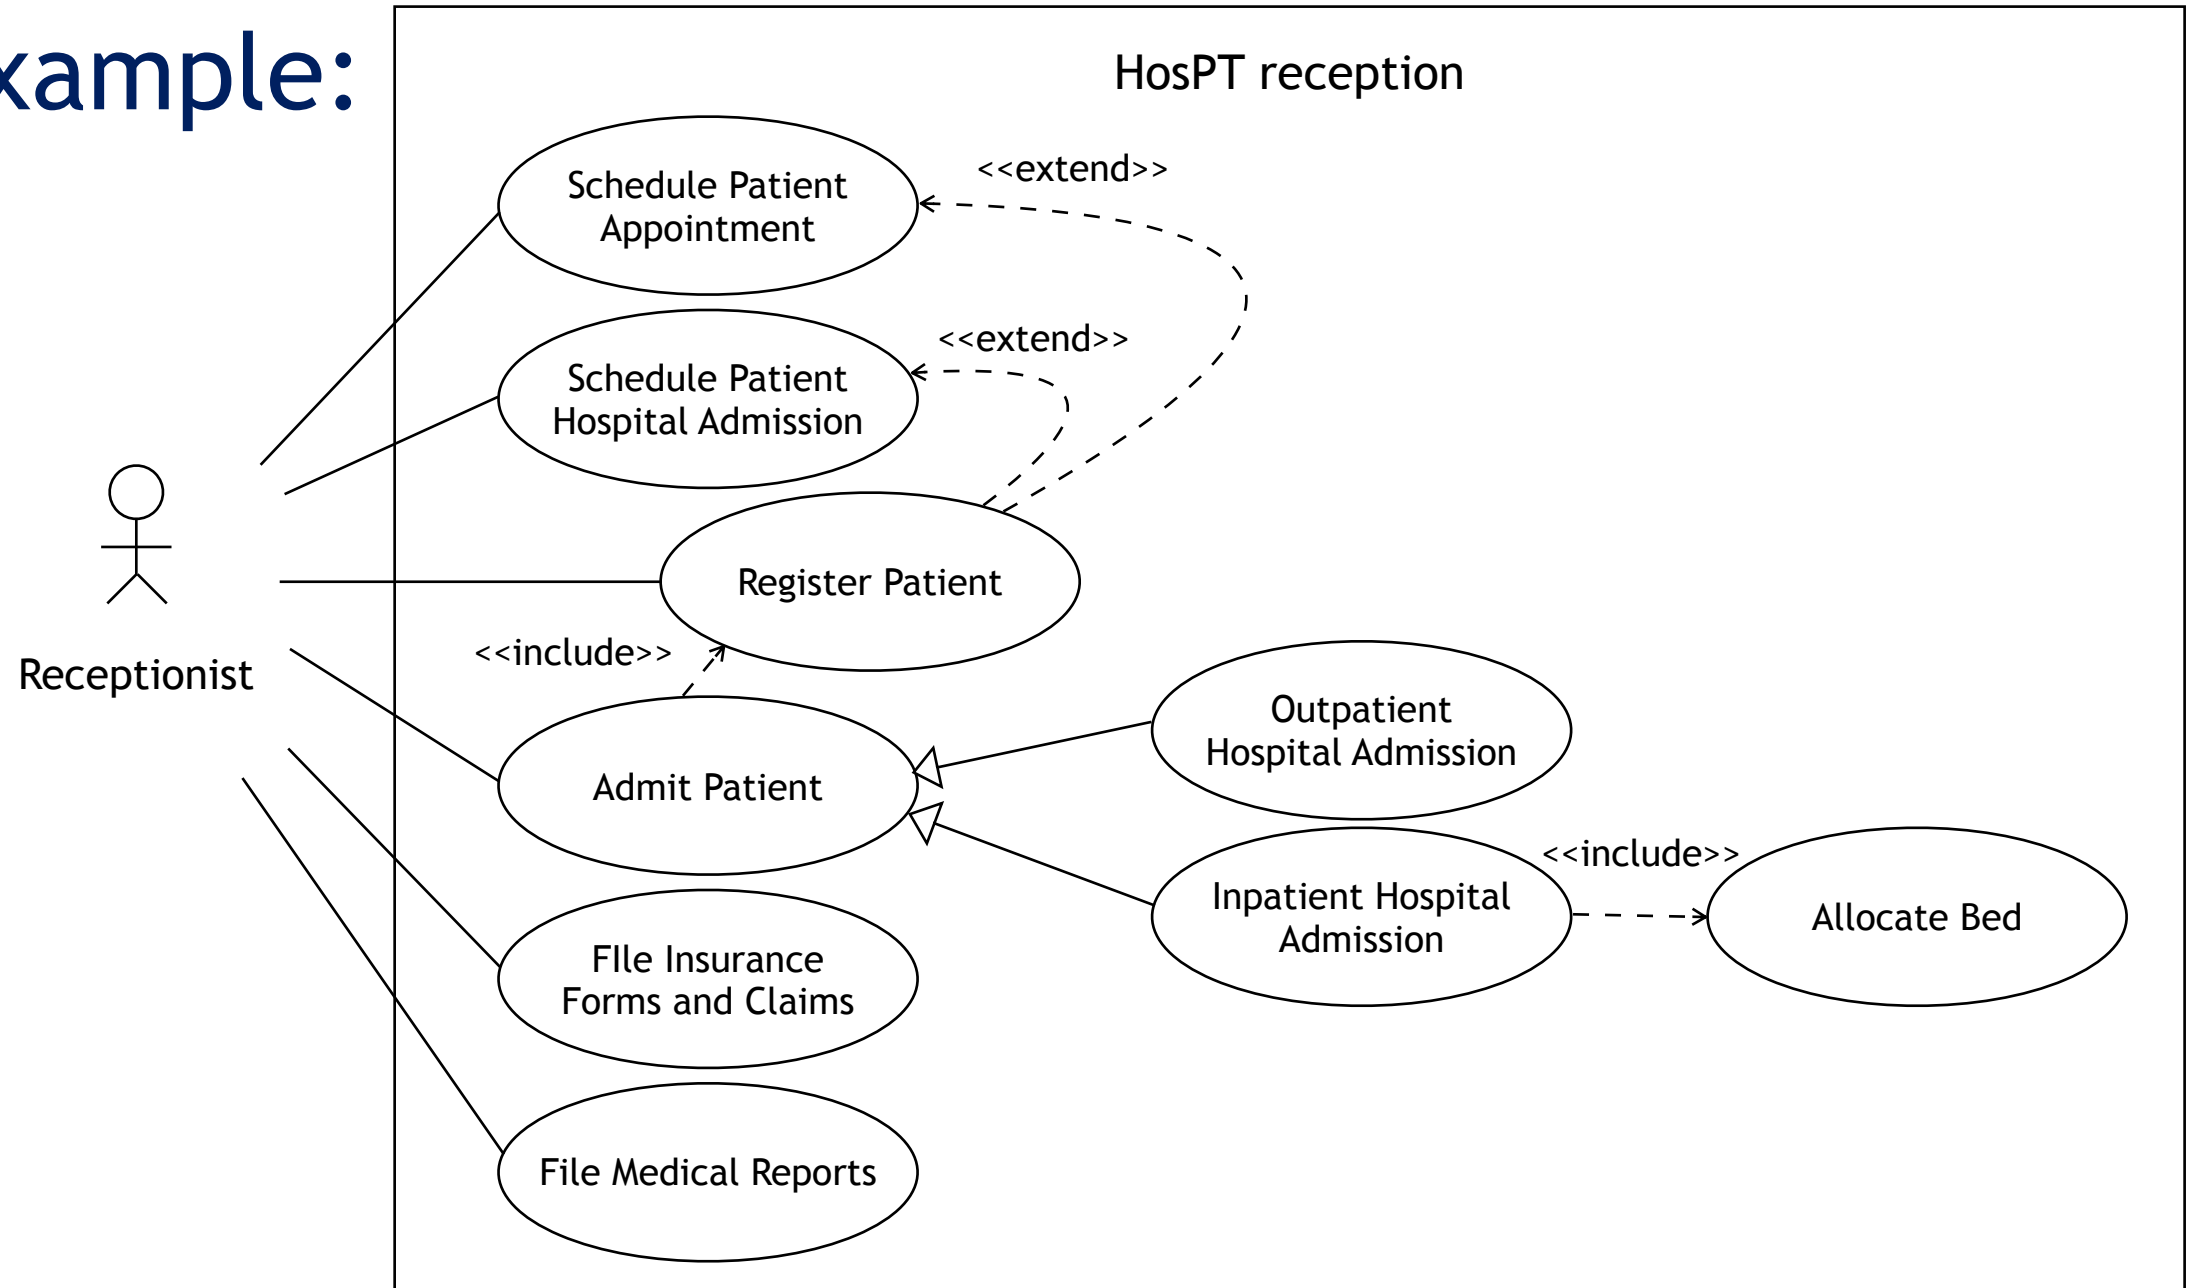 xample:
HosPT reception
Schedule Patient
Appointment
<<extend>>
Schedule Patient
Hospital Admission
<<extend>>
Register Patient
<<include>>
Receptionist
Admit Patient
Outpatient
Hospital Admission
Inpatient Hospital
Admission
<<include>>
Allocate Bed
FIle Insurance
Forms and Claims
File Medical Reports